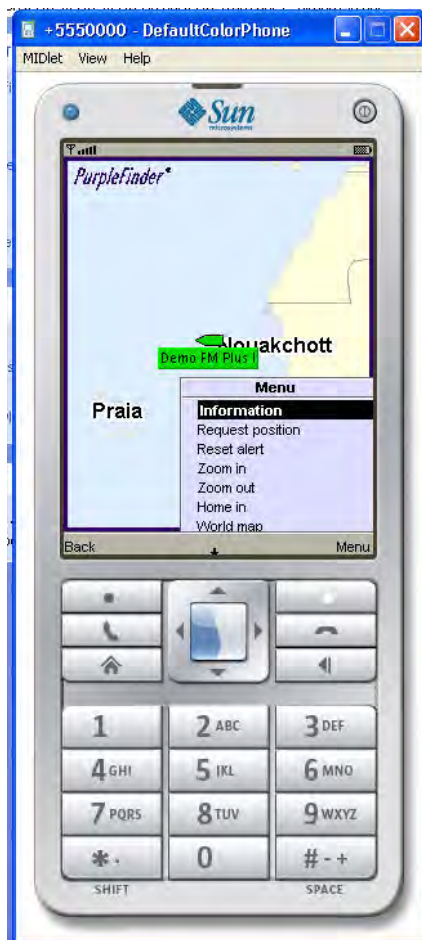 +5550000 - DefaultColorPhone
MIDlet View Help
Sun
microsystems
PurpleFinder
Nouakchott
Demo FM Plus
Praia
Menu
Information
Request position
Reset alert
Zoom in
Zoom out
Home in
World map
Back Menu
1 2 ABC 3 DEF
4 GHI 5 JKL 6 MNO
7 PQRS 8 TUV 9 WXYZ
* . 0 # - +
SHIFT SPACE